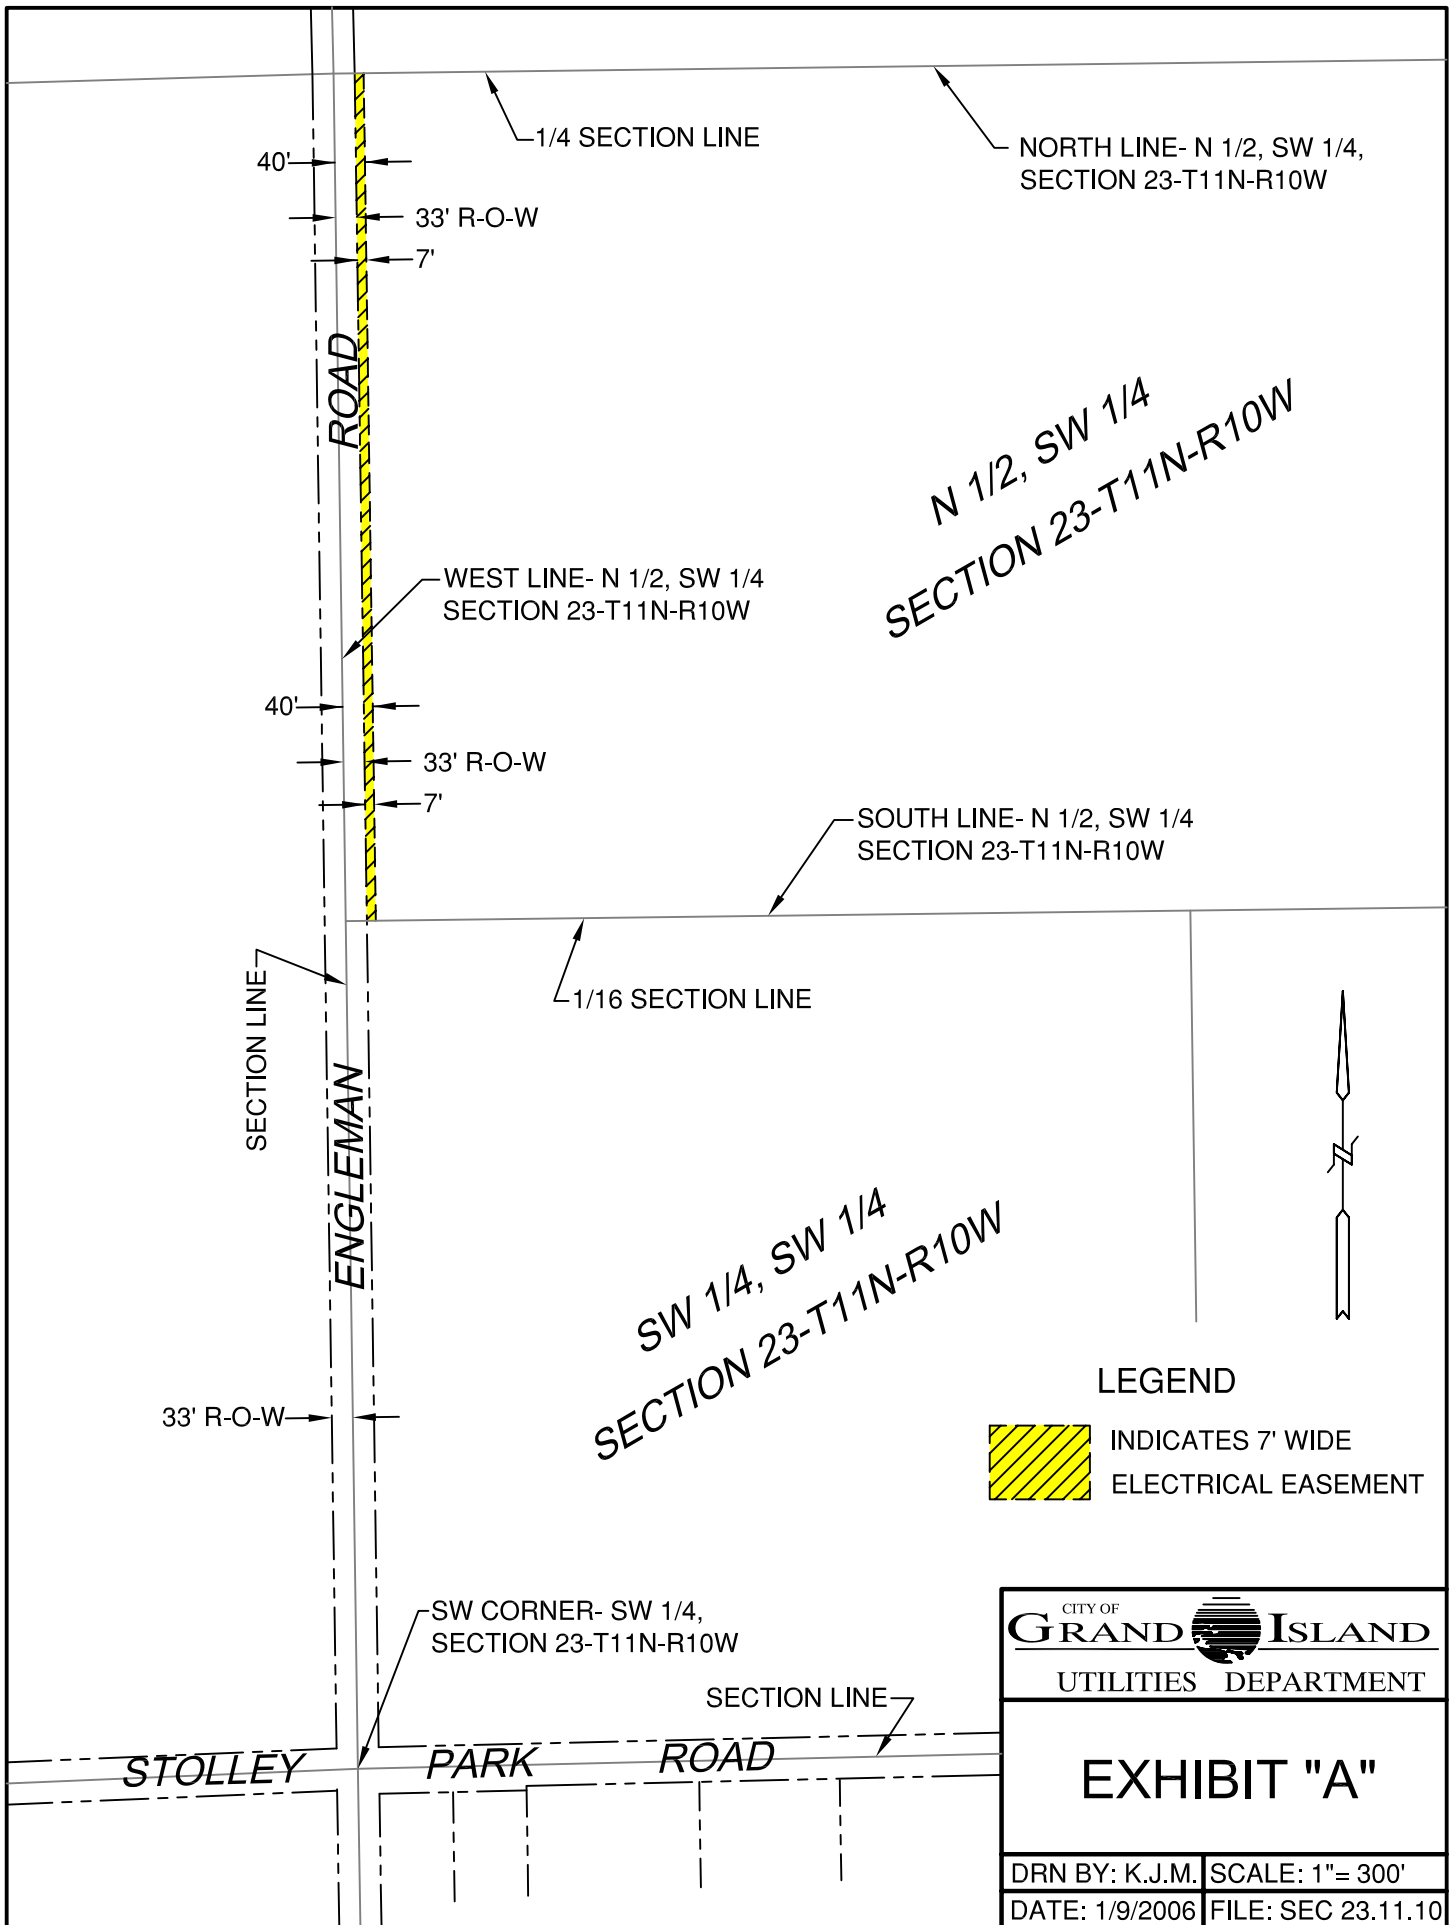 1/4 SECTION LINE
NORTH LINE- N 1/2, SW 1/4,
SECTION 23-T11N-R10W
40'
33' R-O-W
7'
ROAD
N 1/2, SW 1/4
SECTION 23-T11N-R10W
WEST LINE- N 1/2, SW 1/4
SECTION 23-T11N-R10W
40'
33' R-O-W
7'
SOUTH LINE- N 1/2, SW 1/4
SECTION 23-T11N-R10W
SECTION LINE
1/16 SECTION LINE
ENGLEMAN
N
SW 1/4, SW 1/4
SECTION 23-T11N-R10W
33' R-O-W
LEGEND
INDICATES 7' WIDE
ELECTRICAL EASEMENT
SW CORNER- SW 1/4,
SECTION 23-T11N-R10W
SECTION LINE
STOLLEY PARK ROAD
CITY OF
GRAND ISLAND
UTILITIES DEPARTMENT
EXHIBIT "A"
DRN BY: K.J.M. SCALE: 1"= 300'
DATE: 1/9/2006 FILE: SEC 23.11.10